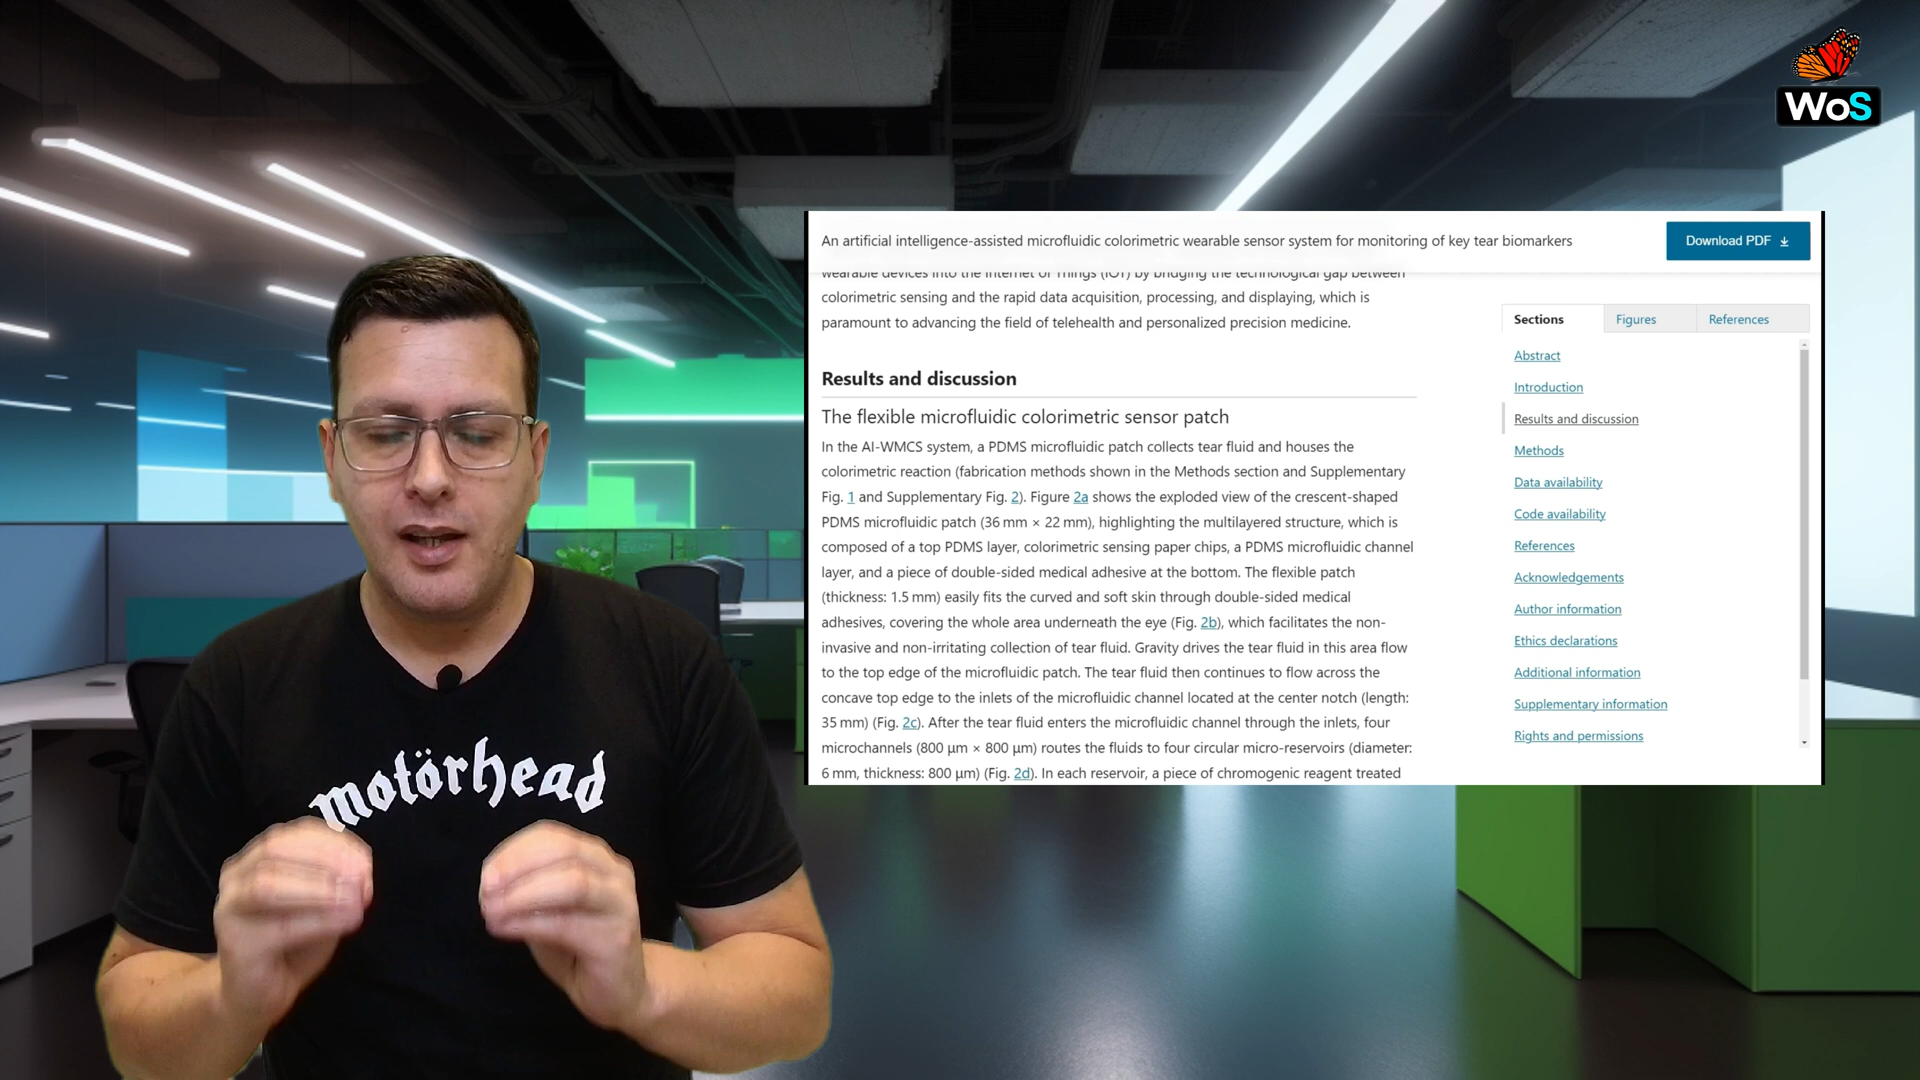 WoS
An artificial intelligence-assisted microfluidic colorimetric wearable sensor system for monitoring of key tear biomarkers
Download PDF
wearable devices into the Internet of Things (IoT) by bridging the technological gap between
colorimetric sensing and the rapid data acquisition, processing, and displaying, which is
paramount to advancing the field of telehealth and personalized precision medicine.
Results and discussion
The flexible microfluidic colorimetric sensor patch
In the AI-WMCS system, a PDMS microfluidic patch collects tear fluid and houses the
colorimetric reaction (fabrication methods shown in the Methods section and Supplementary
Fig. 1 and Supplementary Fig. 2). Figure 2a shows the exploded view of the crescent-shaped
PDMS microfluidic patch (36 mm × 22 mm), highlighting the multilayered structure, which is
composed of a top PDMS layer, colorimetric sensing paper chips, a PDMS microfluidic channel
layer, and a piece of double-sided medical adhesive at the bottom. The flexible patch
(thickness: 1.5 mm) easily fits the curved and soft skin through double-sided medical
adhesives, covering the whole area underneath the eye (Fig. 2b), which facilitates the non-
invasive and non-irritating collection of tear fluid. Gravity drives the tear fluid in this area flow
to the top edge of the microfluidic patch. The tear fluid then continues to flow across the
concave top edge to the inlets of the microfluidic channel located at the center notch (length:
35 mm) (Fig. 2c). After the tear fluid enters the microfluidic channel through the inlets, four
microchannels (800 μm × 800 μm) routes the fluids to four circular micro-reservoirs (diameter:
6 mm, thickness: 800 μm) (Fig. 2d). In each reservoir, a piece of chromogenic reagent treated
Sections
Figures
References
Abstract
Introduction
Results and discussion
Methods
Data availability
Code availability
References
Acknowledgements
Author information
Ethics declarations
Additional information
Supplementary information
Rights and permissions
motörhead